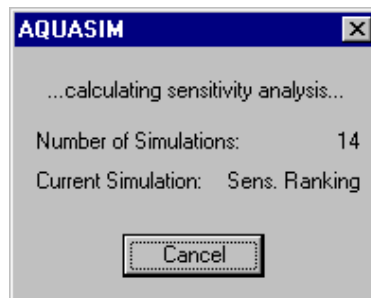 AQUASIM
...calculating sensitivity analysis...
Number of Simulations: 14
Current Simulation: Sens. Ranking
Cancel